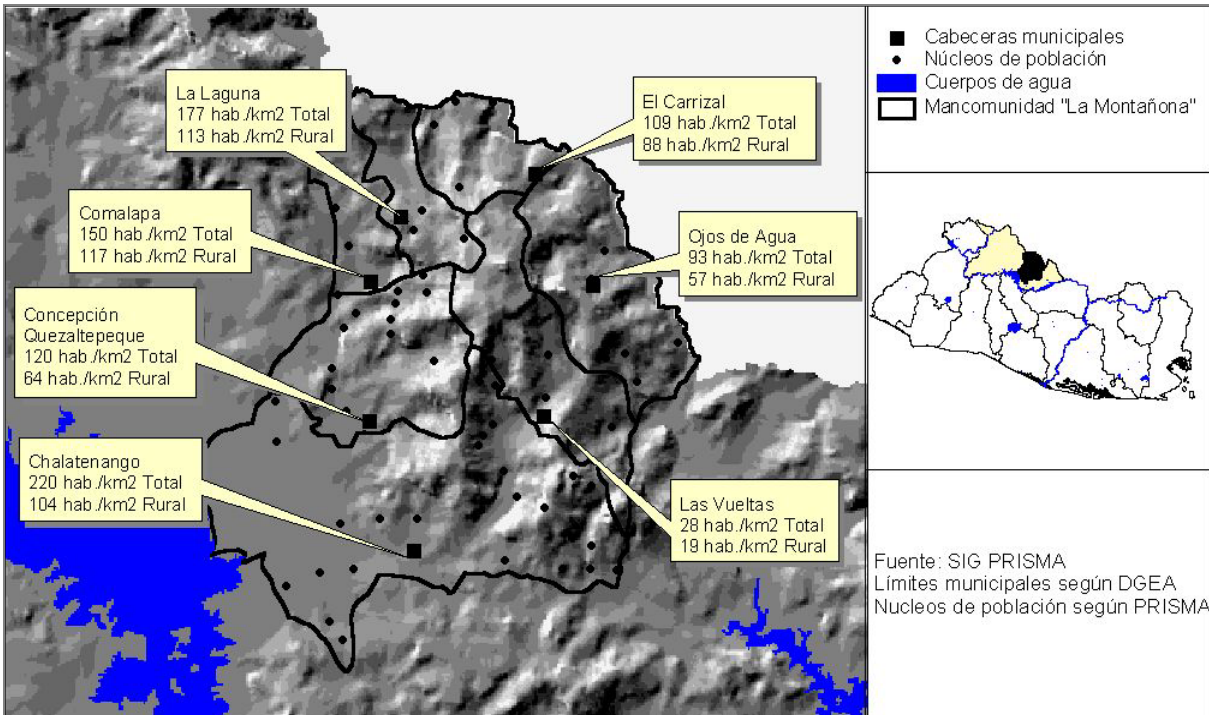 La Laguna
177 hab./km2 Total
113 hab./km2 Rural
El Carrizal
109 hab./km2 Total
88 hab./km2 Rural
Comalapa
150 hab./km2 Total
117 hab./km2 Rural
Ojos de Agua
93 hab./km2 Total
57 hab./km2 Rural
Concepción
Quezaltepeque
120 hab./km2 Total
64 hab./km2 Rural
Chalatenango
220 hab./km2 Total
104 hab./km2 Rural
Las Vueltas
28 hab./km2 Total
19 hab./km2 Rural
Cabeceras municipales
Núcleos de población
Cuerpos de agua
Mancomunidad "La Montañona"
Fuente: SIG PRISMA
Límites municipales según DGEA
Nucleos de población según PRISMA